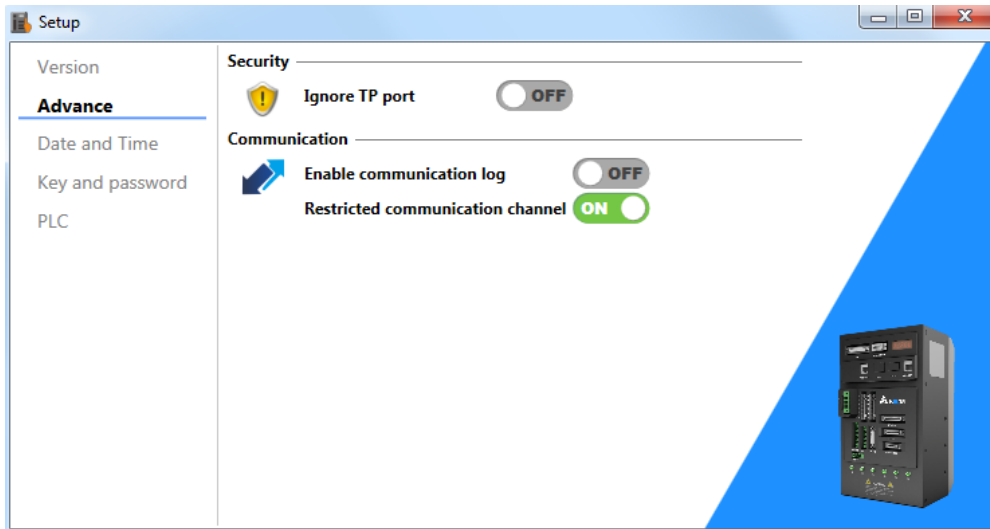 Setup
Version
Advance
Date and Time
Key and password
PLC
Security
Ignore TP port OFF
Communication
Enable communication log OFF
Restricted communication channel ON